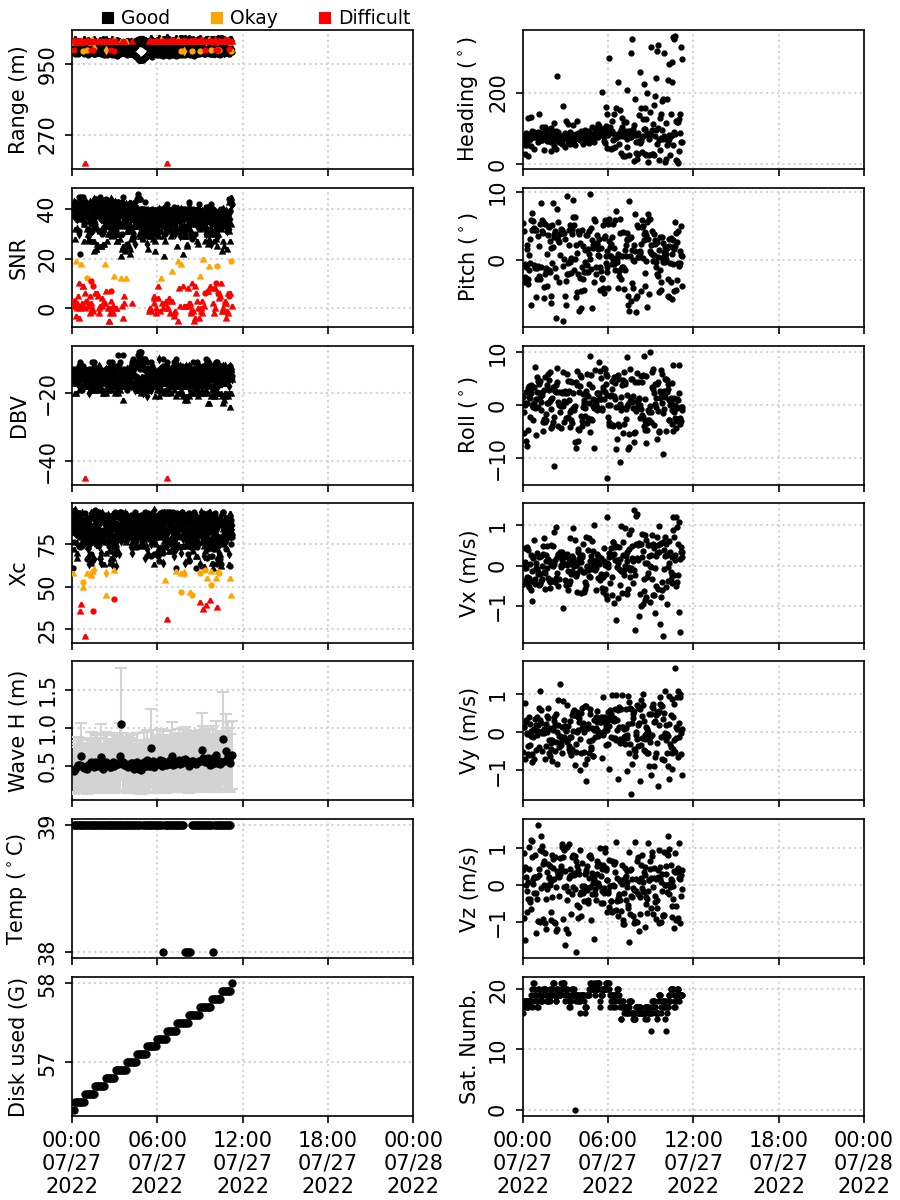 Good Okay Difficult
Range (m)
950
270
Heading (°)
200
0
SNR
40
20
0
Pitch (°)
10
0
DBV
−20
−40
Roll (°)
10
0
−10
Xc
75
50
25
Vx (m/s)
1
0
−1
Wave H (m)
1.5
1.0
0.5
Vy (m/s)
1
0
−1
Temp (°C)
39
38
Vz (m/s)
1
0
−1
Disk used (G)
58
57
Sat. Numb.
20
10
0
00:00 06:00 12:00 18:00 00:00
07/27 07/27 07/27 07/27 07/28
2022 2022 2022 2022 2022
00:00 06:00 12:00 18:00 00:00
07/27 07/27 07/27 07/27 07/28
2022 2022 2022 2022 2022